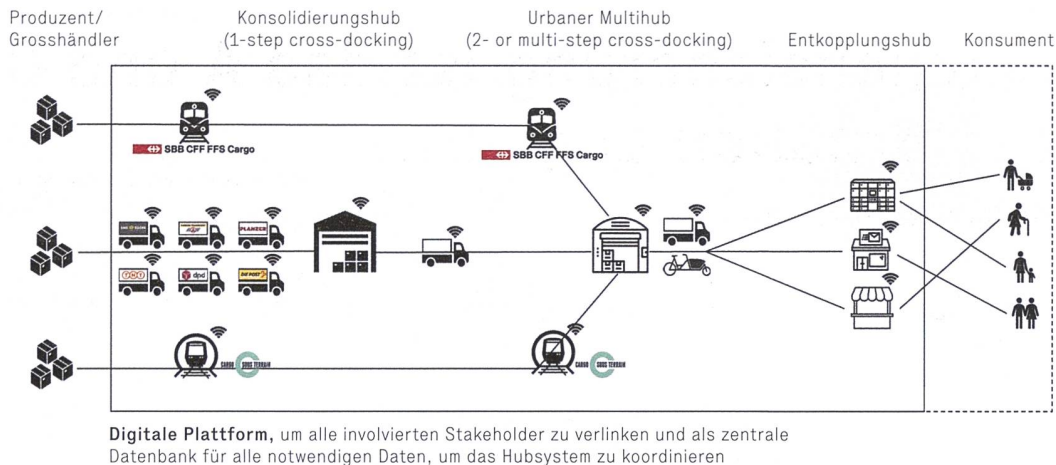 Produzent/
Grosshändler
Konsolidierungshub
(1-step cross-docking)
Urbaner Multihub
(2- or multi-step cross-docking)
Entkopplungshub
Konsument
SBB CFF FFS Cargo
SBB CFF FFS Cargo
PLANZER
TNT
dpd
DIE POST
CARGO SOUS TERRAIN
CARGO SOUS TERRAIN
Digitale Plattform, um alle involvierten Stakeholder zu verlinken und als zentrale
Datenbank für alle notwendigen Daten, um das Hubsystem zu koordinieren